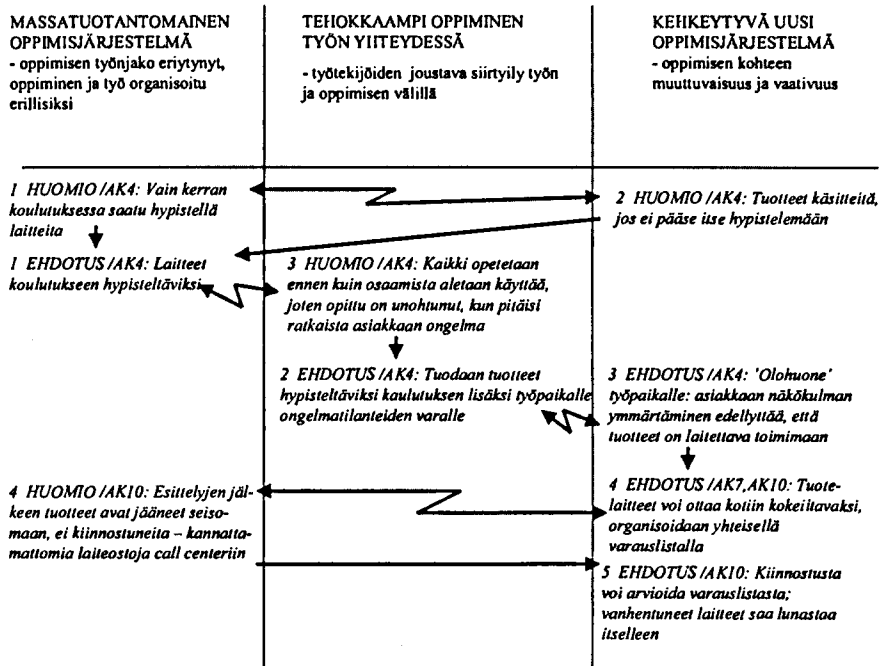 MASSATUOTANTOMAINEN
OPPIMISJÄRJESTELMÄ
- oppimisen työnjako eriytynyt,
oppiminen ja työ organisoitu
erillisiksi
TEHOKKAAMPI OPPIMINEN
TYÖN YHTEYDESSÄ
- työtekijöiden joustava siirtyily työn
ja oppimisen välillä
KEHKEYTYVÄ UUSI
OPPIMISJÄRJESTELMÄ
- oppimisen kohteen
muuttuvaisuus ja vaativuus
1 HUOMIO /AK4: Vain kerran
koulutuksessa saatu hypistellä
laitteita
2 HUOMIO /AK4: Tuotteet käsitteitä,
jos ei pääse itse hypistelemään
1 EHDOTUS /AK4: Laitteet
koulutukseen hypisteltäviksi
3 HUOMIO /AK4: Kaikki opetetaan
ennen kuin osaamista aletaan käyttää,
joten opittu on unohtunut, kun pitäisi
ratkaista asiakkaan ongelma
2 EHDOTUS /AK4: Tuodaan tuotteet
hypisteltäviksi kaulutuksen lisäksi työpaikalle
ongelmatilanteiden varalle
3 EHDOTUS /AK4: 'Olohuone'
työpaikalle: asiakkaan näkökulman
ymmärtäminen edellyttää, että
tuotteet on laitettava toimimaan
4 HUOMIO /AK10: Esittelyjen jäl-
keen tuotteet avat jääneet seiso-
maan, ei kiinnostuneita – kannatta-
mattomia laiteostoja call centeriin
4 EHDOTUS /AK7,AK10: Tuote-
laitteet voi ottaa kotiin kokeiltavaksi,
organisoidaan yhteisellä
varauslistalla
5 EHDOTUS /AK10: Kiinnostusta
voi arvioida varauslistasta;
vanhentuneet laitteet saa lunastaa
itselleen